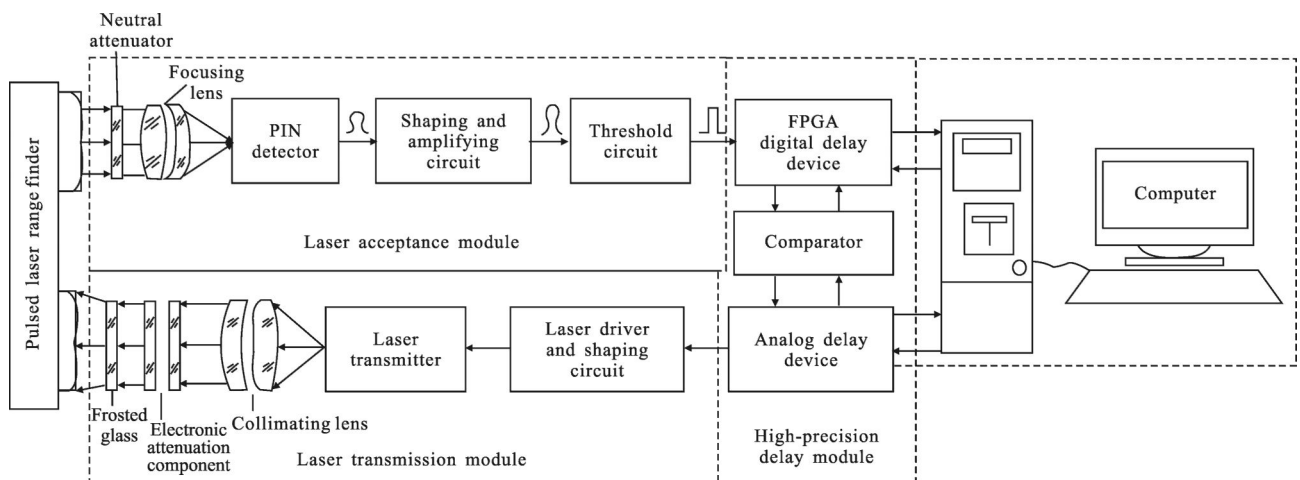 Neutral
attenuator
Focusing
lens
PIN
detector
Shaping and
amplifying
circuit
Threshold
circuit
FPGA
digital delay
device
Computer
Comparator
Laser acceptance module
Pulsed laser range finder
Laser
transmitter
Laser driver
and shaping
circuit
Analog delay
device
Frosted
glass
Electronic
attenuation
component
Collimating lens
Laser transmission module
High-precision
delay module